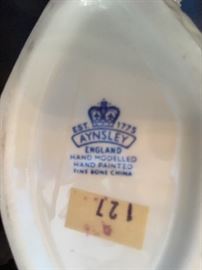 EST 1775
AYNSLEY
ENGLAND
HAND MODELLED
HAND PAINTED
FINE BONE CHINA
127